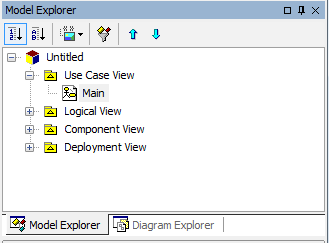 Model Explorer
Untitled
Use Case View
Main
Logical View
Component View
Deployment View
Model Explorer Diagram Explorer